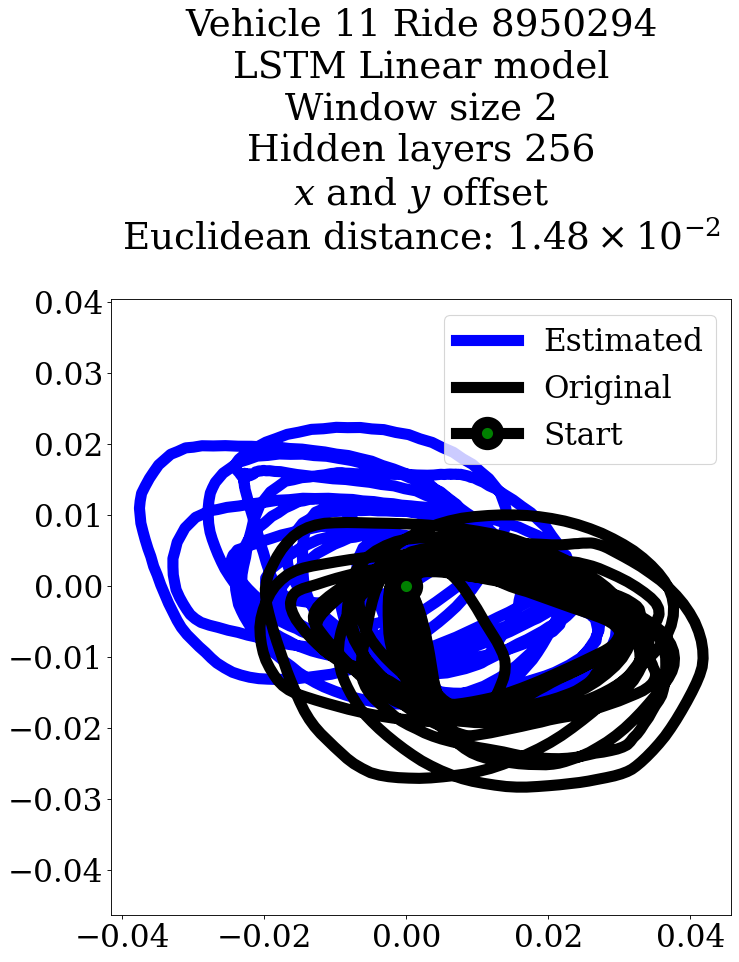 Vehicle 11 Ride 8950294
LSTM Linear model
Window size 2
Hidden layers 256
x and y offset
Euclidean distance: 1.48 × 10⁻²
0.04
0.03
0.02
0.01
0.00
−0.01
−0.02
−0.03
−0.04
Estimated
Original
Start
−0.04 −0.02 0.00 0.02 0.04